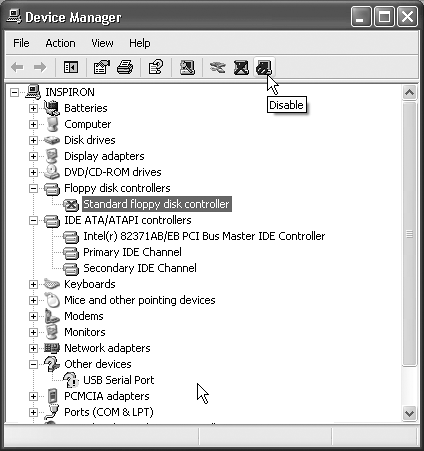 Device Manager
File Action View Help
Disable
INSPIRON
Batteries
Computer
Disk drives
Display adapters
DVD/CD-ROM drives
Floppy disk controllers
Standard floppy disk controller
IDE ATA/ATAPI controllers
Intel(r) 82371AB/EB PCI Bus Master IDE Controller
Primary IDE Channel
Secondary IDE Channel
Keyboards
Mice and other pointing devices
Modems
Monitors
Network adapters
Other devices
USB Serial Port
PCMCIA adapters
Ports (COM & LPT)